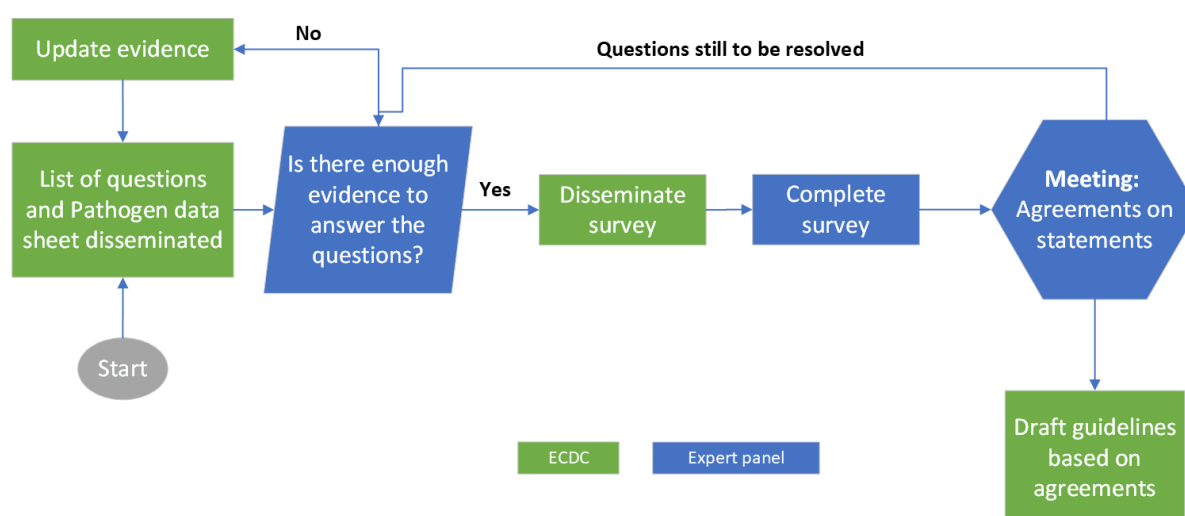 Update evidence
No
Questions still to be resolved
List of questions
and Pathogen data
sheet disseminated
Is there enough
evidence to
answer the
questions?
Yes
Disseminate
survey
Complete
survey
Meeting:
Agreements on
statements
Start
Draft guidelines
based on
agreements
ECDC
Expert panel